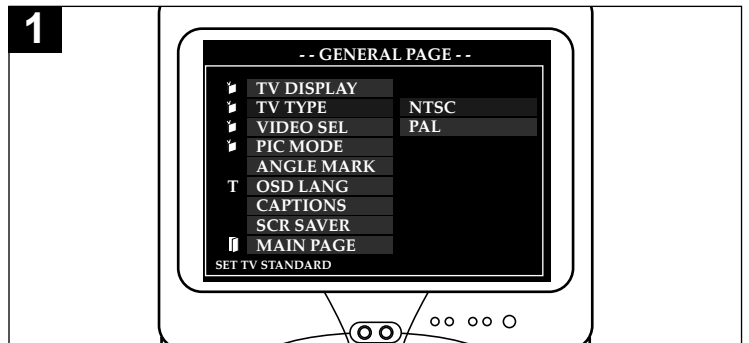 1
- - GENERAL PAGE - -
TV DISPLAY
TV TYPE NTSC
VIDEO SEL PAL
PIC MODE
ANGLE MARK
T OSD LANG
CAPTIONS
SCR SAVER
MAIN PAGE
SET TV STANDARD